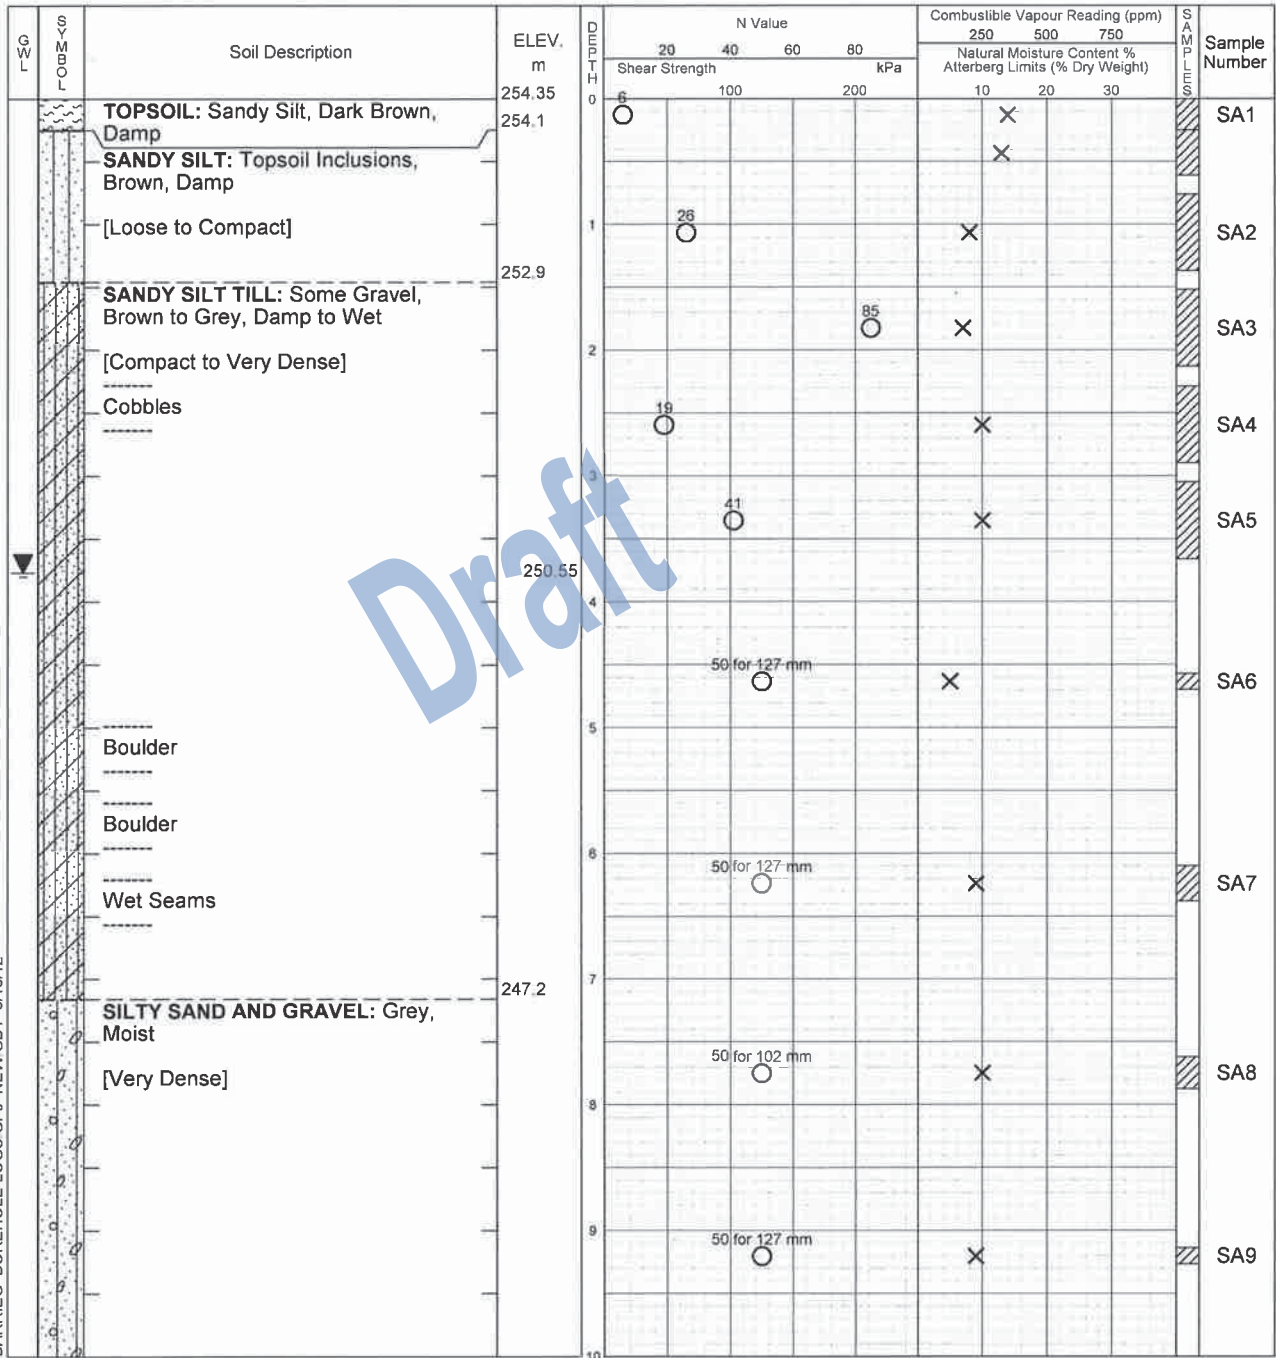 GWL
SYMBOL
Soil Description
ELEV.
m
DEPTH
N Value
20 40 60 80
Shear Strength kPa
100 200
Combustible Vapour Reading (ppm)
250 500 750
Natural Moisture Content %
Atterberg Limits (% Dry Weight)
10 20 30
SAMPLES
Sample
Number
254.35
0
6
TOPSOIL: Sandy Silt, Dark Brown,
Damp
254.1
SA1
SANDY SILT: Topsoil Inclusions,
Brown, Damp
[Loose to Compact]
1
26
SA2
252.9
SANDY SILT TILL: Some Gravel,
Brown to Grey, Damp to Wet
85
SA3
[Compact to Very Dense]
2
Cobbles
19
SA4
3
41
SA5
250.55
4
Draft
50 for 127 mm
SA6
5
Boulder
Boulder
6
50 for 127 mm
SA7
Wet Seams
7
247.2
SILTY SAND AND GRAVEL: Grey,
Moist
50 for 102 mm
SA8
[Very Dense]
8
9
50 for 127 mm
SA9
10